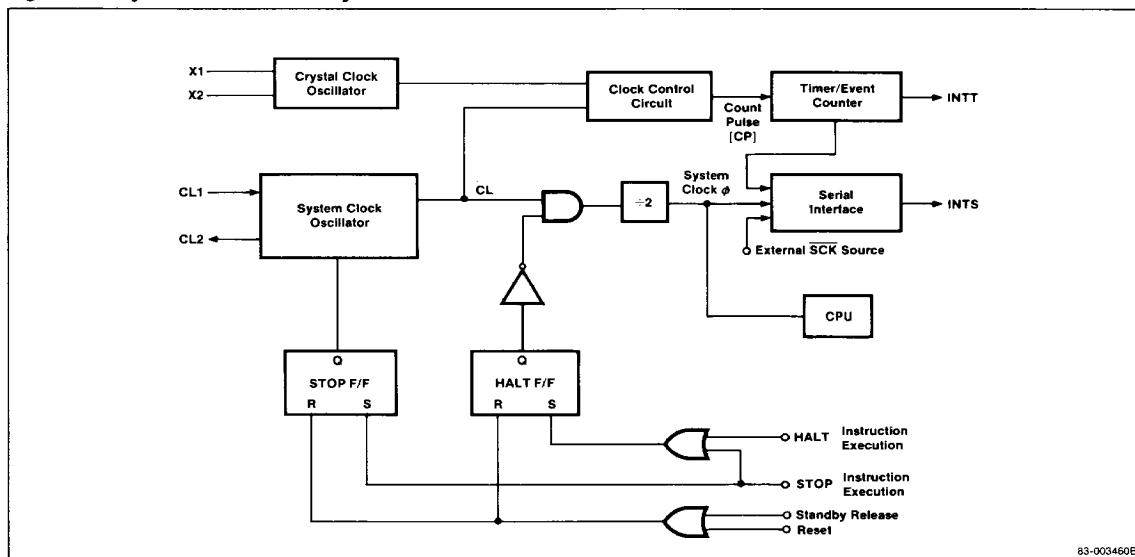 X1
X2
Crystal Clock
Oscillator
Clock Control
Circuit
Count
Pulse
[CP]
Timer/Event
Counter
INTT
CL1
CL2
System Clock
Oscillator
CL
÷2
System
Clock ϕ
Serial
Interface
INTS
External S̅C̅K̅ Source
CPU
Q
STOP F/F
R S
Q
HALT F/F
R S
HALT Instruction
Execution
STOP Instruction
Execution
Standby Release
Reset
83-003460B